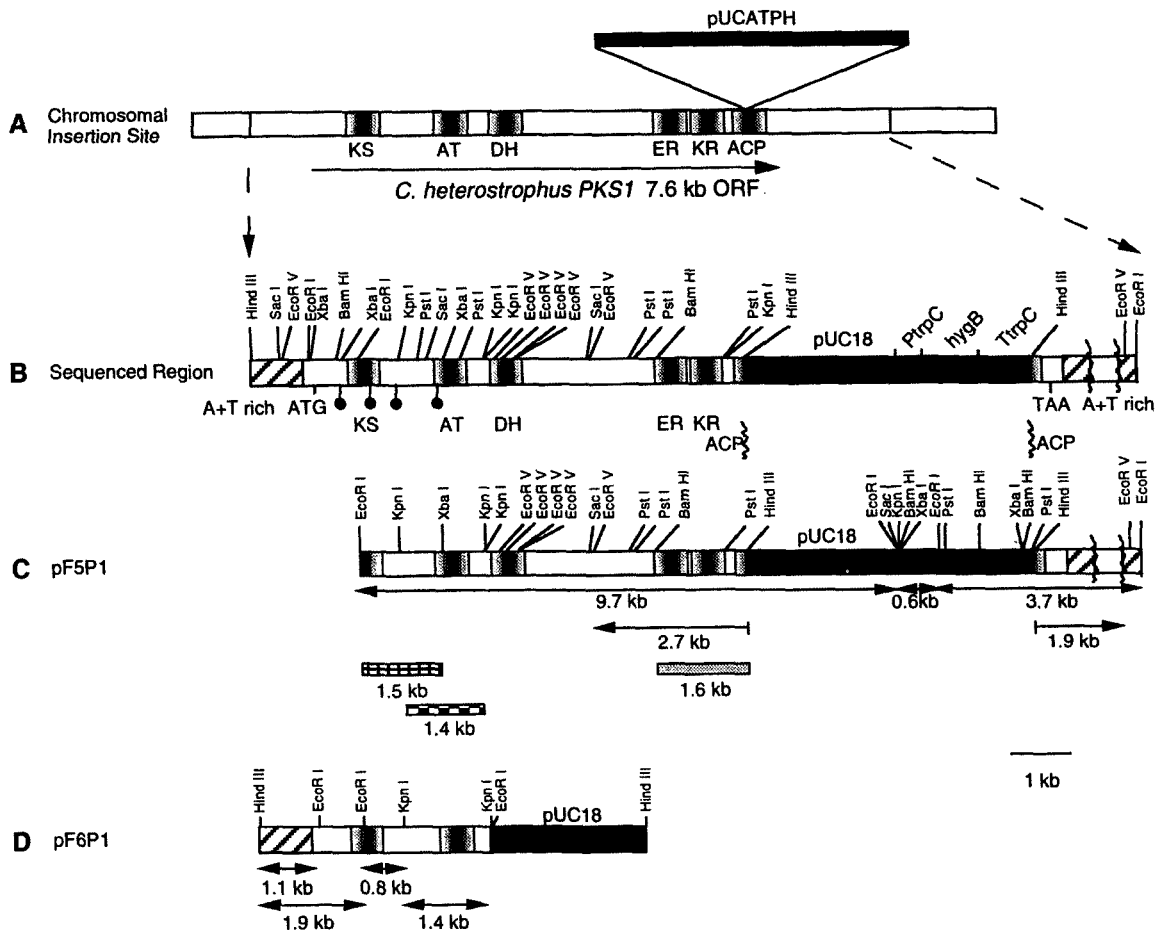 pUCATPH
A Chromosomal
Insertion Site
KS AT DH ER KR ACP
C. heterostrophus PKS1 7.6 kb ORF
Hind III Sac I EcoR V EcoR I Xba I Bam HI Xba I EcoR I Kpn I Pst I Sac I Xba I Pst I Kpn I Kpn I EcoR V EcoR V EcoR V EcoR V Sac I EcoR V Pst I Pst I Bam HI Pst I Kpn I Hind III Hind III EcoR V EcoR I
pUC18 PtrpC hygB TtrpC
B Sequenced Region
A+T rich ATG KS AT DH ER KR ACP ACP TAA A+T rich
EcoR I Kpn I Xba I Kpn I Kpn I EcoR V EcoR V EcoR V EcoR V Sac I EcoR V Pst I Pst I Bam HI Pst I Hind III EcoR I Sac I Kpn I Bam HI Xba I EcoR I Pst I Bam HI Xba I Bam HI Pst I Hind III EcoR V EcoR I
pUC18
C pF5P1
9.7 kb 0.6kb 3.7 kb
2.7 kb 1.9 kb
1.5 kb 1.6 kb
1.4 kb
1 kb
Hind III EcoR I EcoR I Kpn I Kpn I EcoR I Hind III
pUC18
D pF6P1
1.1 kb 0.8 kb
1.9 kb 1.4 kb